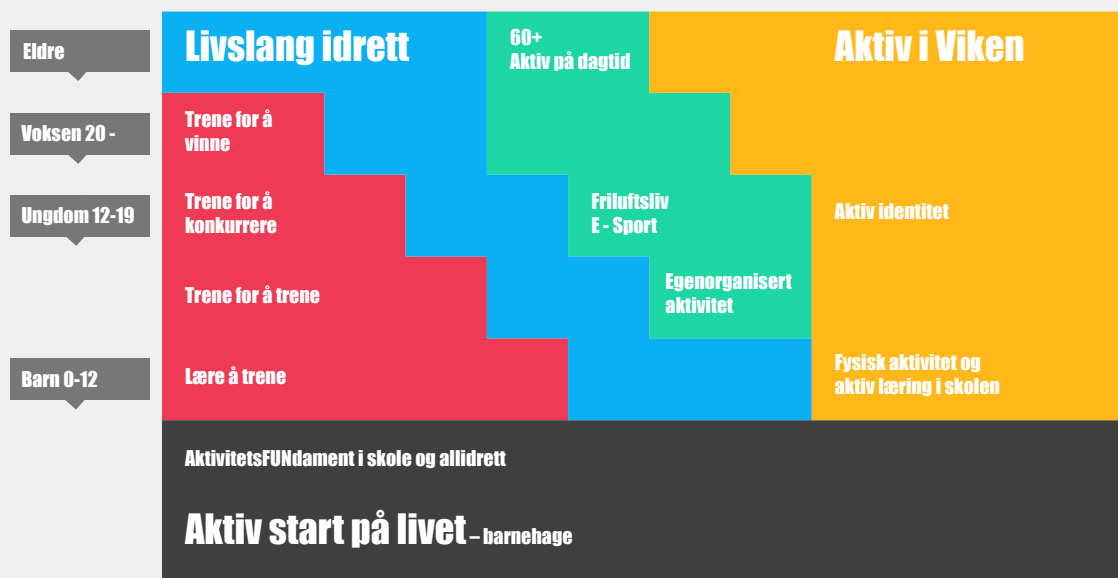 Eldre
Livslang idrett
60+
Aktiv på dagtid
Aktiv i Viken
Voksen 20 -
Trene for å
vinne
Ungdom 12-19
Trene for å
konkurrere
Friluftsliv
E - Sport
Aktiv identitet
Trene for å trene
Egenorganisert
aktivitet
Barn 0-12
Lære å trene
Fysisk aktivitet og
aktiv læring i skolen
AktivitetsFUNdament i skole og allidrett
Aktiv start på livet – barnehage